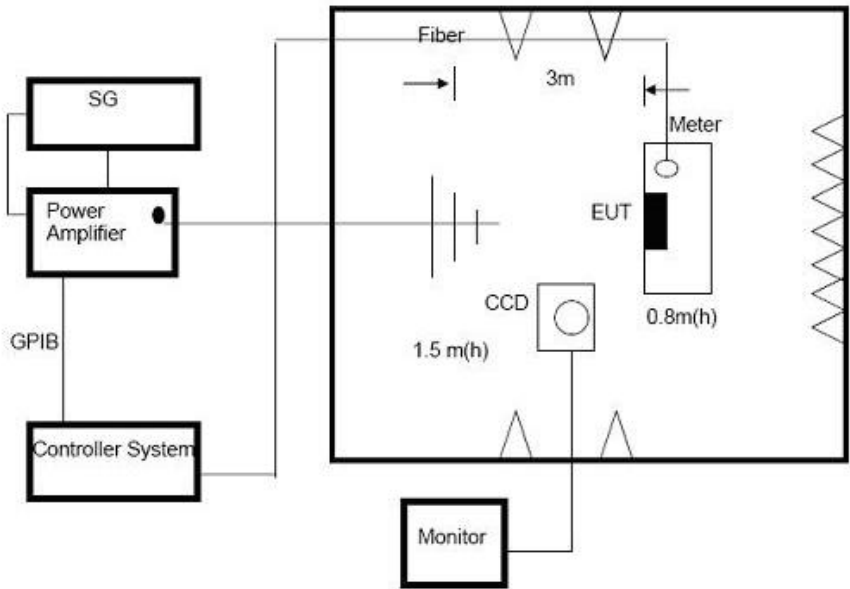 Fiber
3m
SG
Meter
Power
Amplifier
EUT
CCD
0.8m(h)
GPIB
1.5 m(h)
Controller System
Monitor